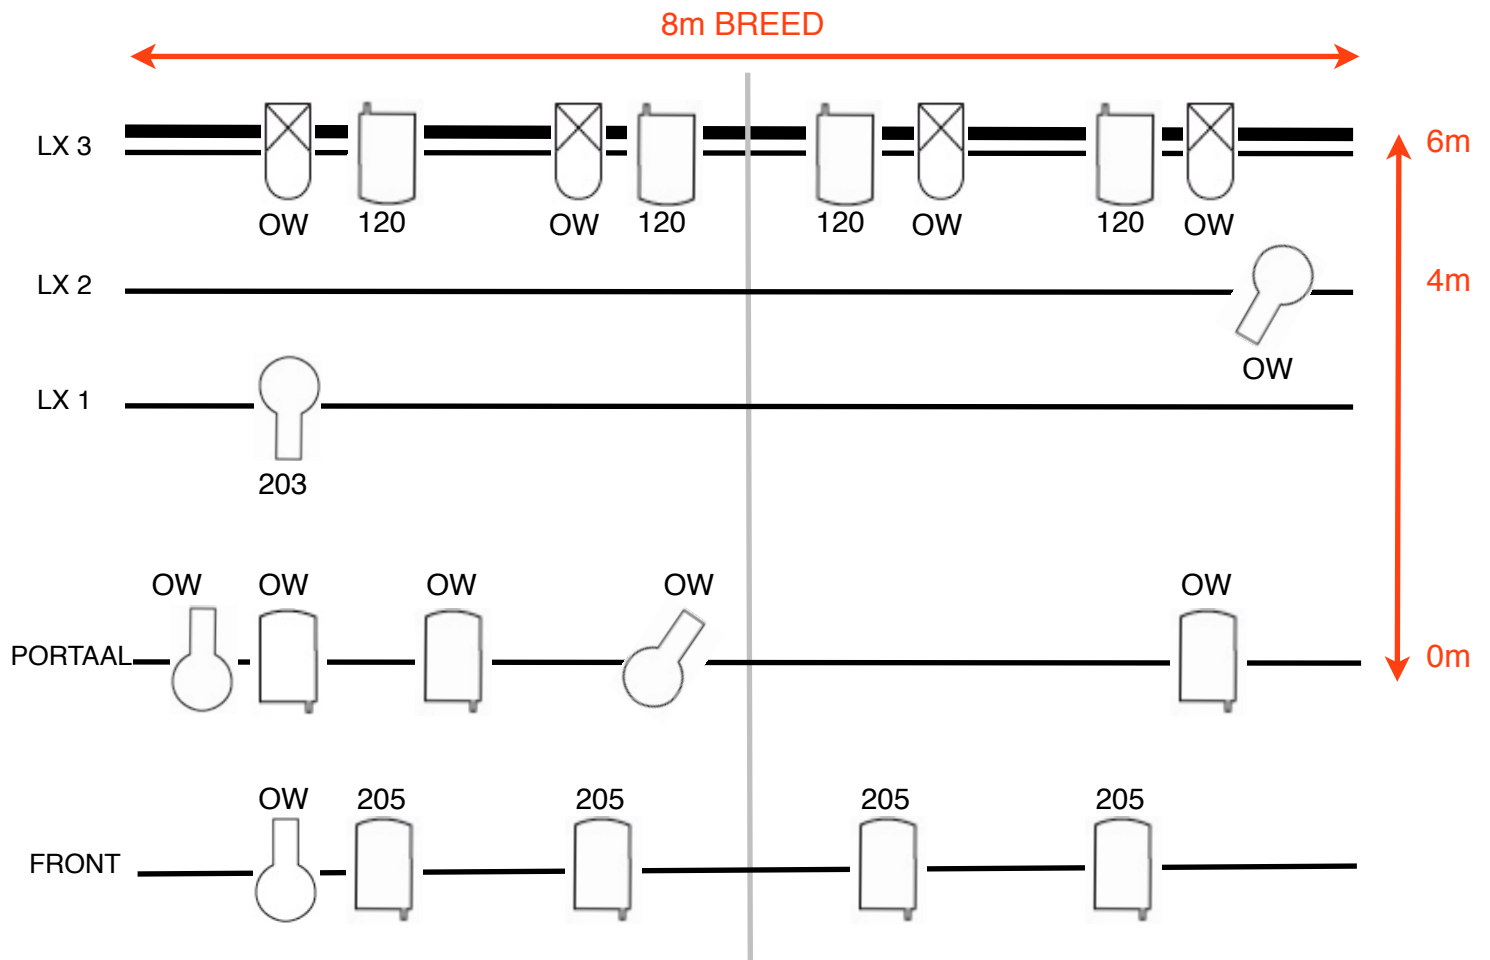 8m BREED
LX 3
6m
OW 120 OW 120 120 OW 120 OW
LX 2
4m
OW
LX 1
203
OW OW OW OW OW
PORTAAL
0m
OW 205 205 205 205
FRONT